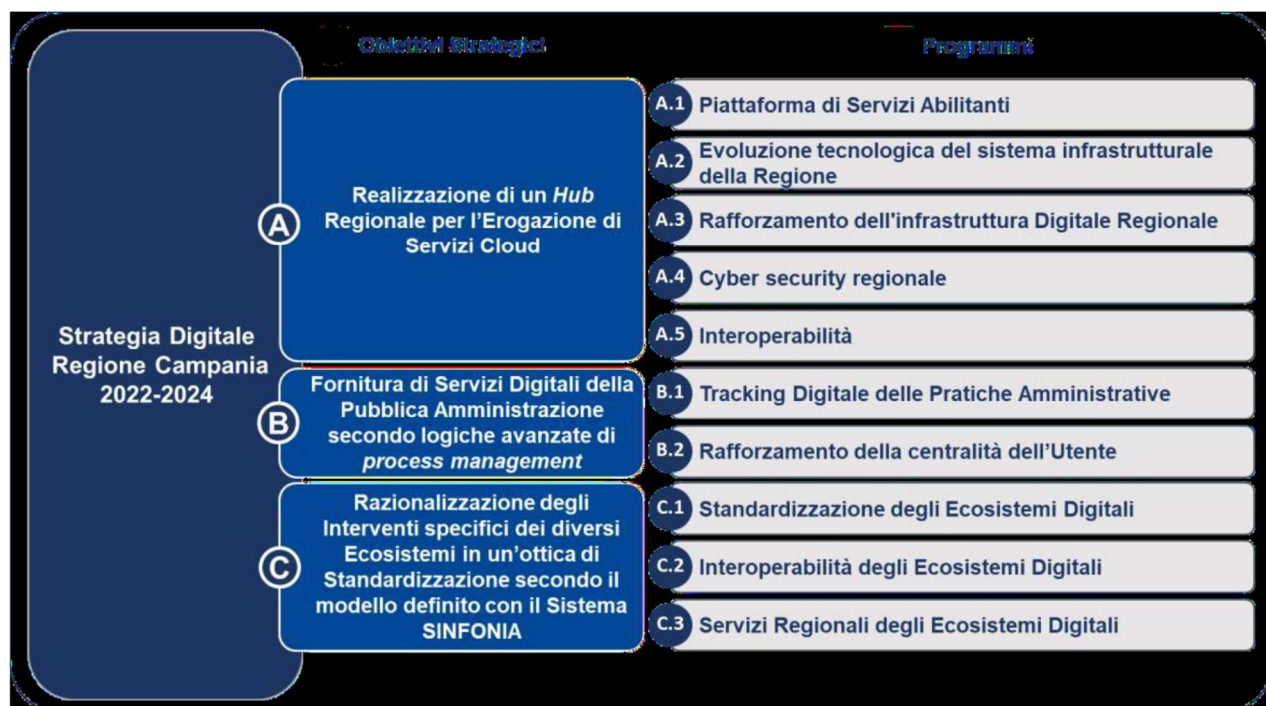 Obiettivi Strategici
Programmi
Strategia Digitale
Regione Campania
2022-2024
A
Realizzazione di un Hub
Regionale per l’Erogazione di
Servizi Cloud
A.1 Piattaforma di Servizi Abilitanti
A.2 Evoluzione tecnologica del sistema infrastrutturale
della Regione
A.3 Rafforzamento dell'infrastruttura Digitale Regionale
A.4 Cyber security regionale
A.5 Interoperabilità
B
Fornitura di Servizi Digitali della
Pubblica Amministrazione
secondo logiche avanzate di
process management
B.1 Tracking Digitale delle Pratiche Amministrative
B.2 Rafforzamento della centralità dell’Utente
C
Razionalizzazione degli
Interventi specifici dei diversi
Ecosistemi in un’ottica di
Standardizzazione secondo il
modello definito con il Sistema
SINFONIA
C.1 Standardizzazione degli Ecosistemi Digitali
C.2 Interoperabilità degli Ecosistemi Digitali
C.3 Servizi Regionali degli Ecosistemi Digitali